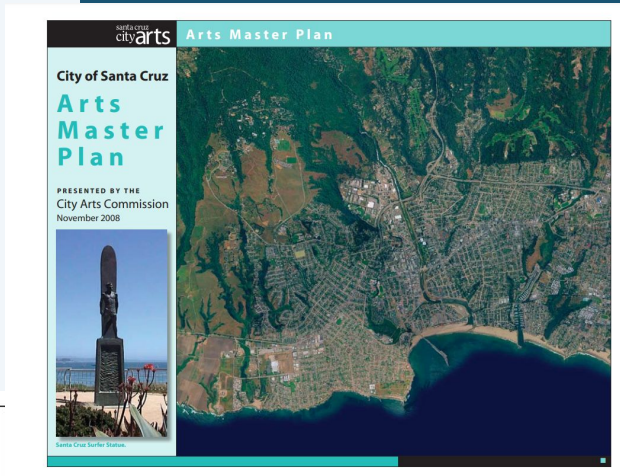 santa cruz
cityarts
Arts Master Plan
City of Santa Cruz
Arts
Master
Plan
PRESENTED BY THE
City Arts Commission
November 2008
Santa Cruz Surfer Statue.